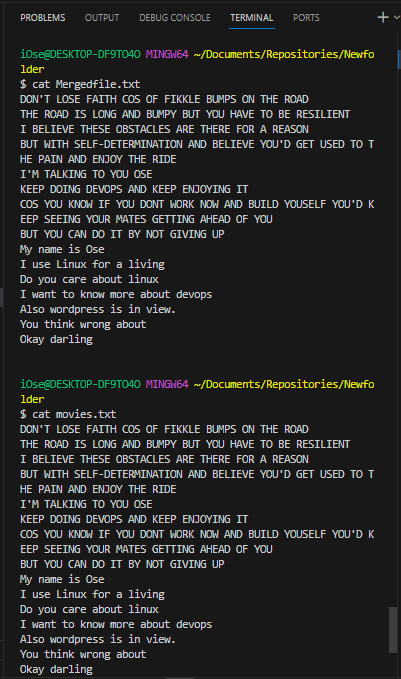 PROBLEMS OUTPUT DEBUG CONSOLE TERMINAL PORTS
iOse@DESKTOP-DF9TO4O MINGW64 ~/Documents/Repositories/Newfo
lder
$ cat Mergedfile.txt
DON'T LOSE FAITH COS OF FIKKLE BUMPS ON THE ROAD
THE ROAD IS LONG AND BUMPY BUT YOU HAVE TO BE RESILIENT
I BELIEVE THESE OBSTACLES ARE THERE FOR A REASON
BUT WITH SELF-DETERMINATION AND BELIEVE YOU'D GET USED TO T
HE PAIN AND ENJOY THE RIDE
I'M TALKING TO YOU OSE
KEEP DOING DEVOPS AND KEEP ENJOYING IT
COS YOU KNOW IF YOU DONT WORK NOW AND BUILD YOUSELF YOU'D K
EEP SEEING YOUR MATES GETTING AHEAD OF YOU
BUT YOU CAN DO IT BY NOT GIVING UP
My name is Ose
I use Linux for a living
Do you care about linux
I want to know more about devops
Also wordpress is in view.
You think wrong about
Okay darling
iOse@DESKTOP-DF9TO4O MINGW64 ~/Documents/Repositories/Newfo
lder
$ cat movies.txt
DON'T LOSE FAITH COS OF FIKKLE BUMPS ON THE ROAD
THE ROAD IS LONG AND BUMPY BUT YOU HAVE TO BE RESILIENT
I BELIEVE THESE OBSTACLES ARE THERE FOR A REASON
BUT WITH SELF-DETERMINATION AND BELIEVE YOU'D GET USED TO T
HE PAIN AND ENJOY THE RIDE
I'M TALKING TO YOU OSE
KEEP DOING DEVOPS AND KEEP ENJOYING IT
COS YOU KNOW IF YOU DONT WORK NOW AND BUILD YOUSELF YOU'D K
EEP SEEING YOUR MATES GETTING AHEAD OF YOU
BUT YOU CAN DO IT BY NOT GIVING UP
My name is Ose
I use Linux for a living
Do you care about linux
I want to know more about devops
Also wordpress is in view.
You think wrong about
Okay darling